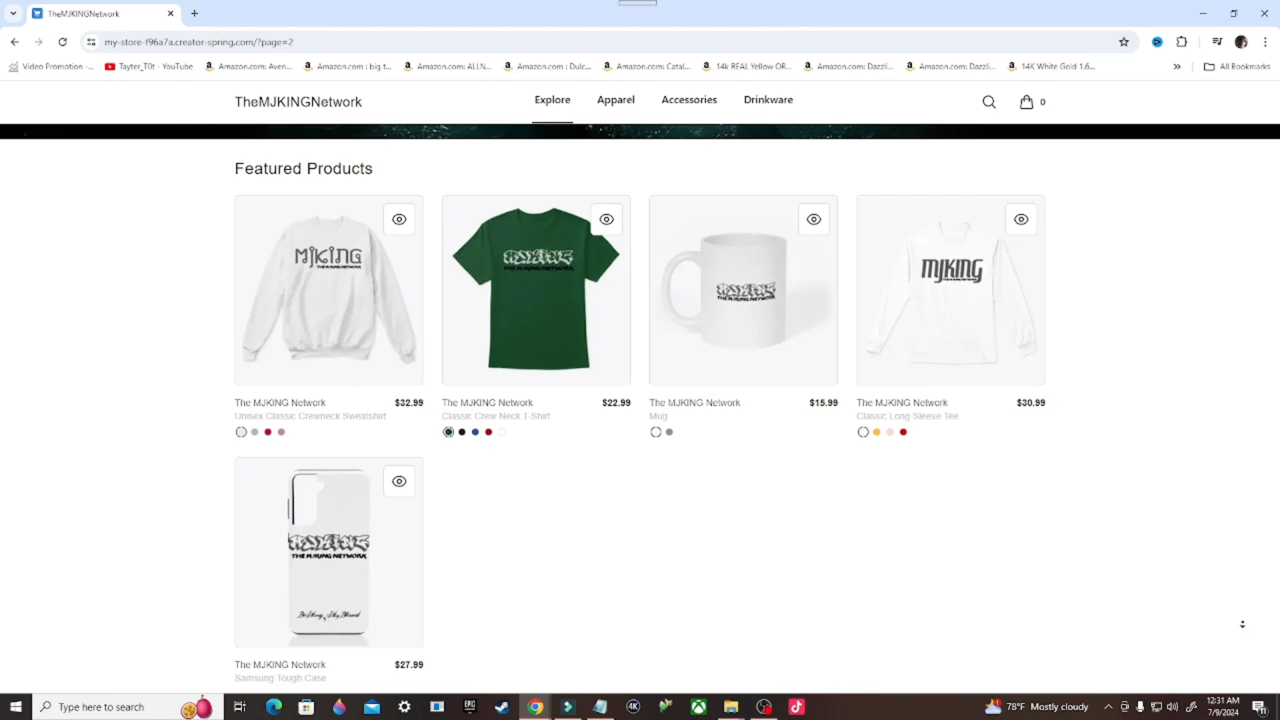 TheMJKINGNetwork
my-store-f96a7a.creator-spring.com/?page=2
Video Promotion -... Tayter_T0t - YouTube Amazon.com: Aven... Amazon.com : big t... Amazon.com: ALLN... Amazon.com : Dulc... Amazon.com: Catal... 14k REAL Yellow OR... Amazon.com: Dazzli... Amazon.com: Dazzli... 14K White Gold 1.6... » All Bookmarks
TheMJKINGNetwork Explore Apparel Accessories Drinkware 0
Featured Products
MJKING
THE MJKING NETWORK
THE MJKING NETWORK
THE MJKING NETWORK
MJKING
THE MJKING NETWORK
The MJKING Network $32.99 The MJKING Network $22.99 The MJKING Network $15.99 The MJKING Network $30.99
Unisex Classic Crewneck Sweatshirt Classic Crew Neck T-Shirt Mug Classic Long Sleeve Tee
THE MJKING NETWORK
The MJKING Network $27.99
Samsung Tough Case
Type here to search
EPIC
4K
78°F Mostly cloudy
12:31 AM
7/9/2024